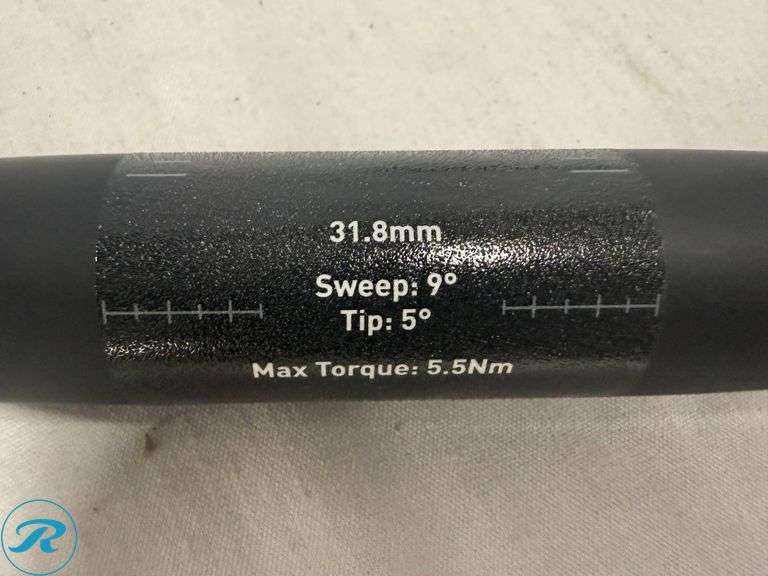 31.8mm
Sweep: 9°
Tip: 5°
Max Torque: 5.5Nm
R